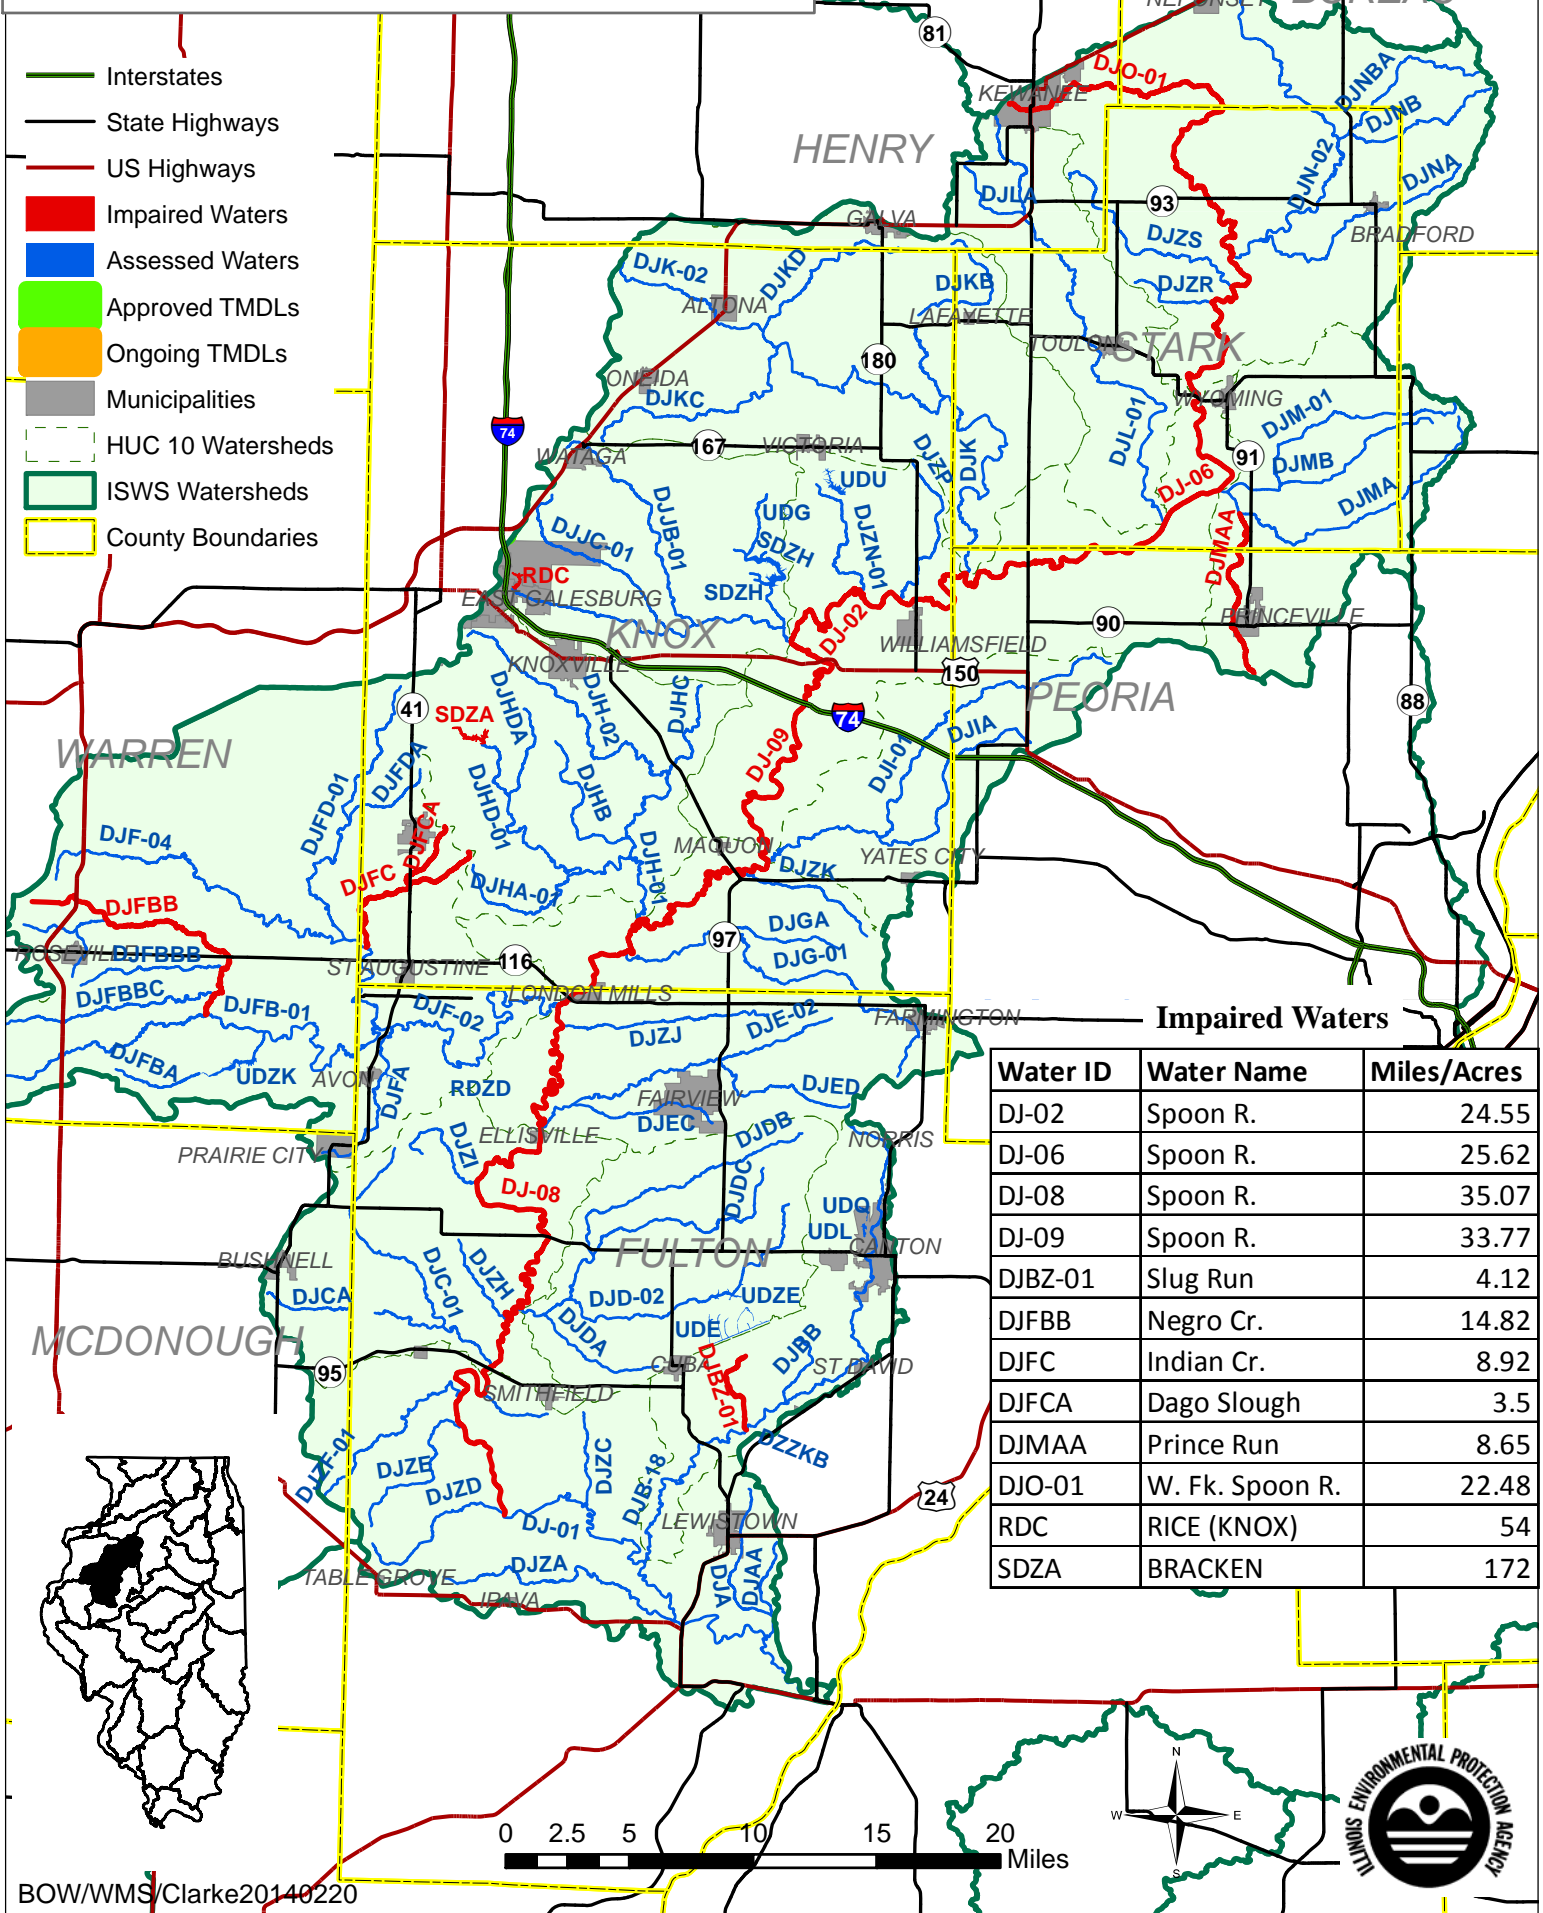 NEPONSET
BUREAU
81
Interstates
State Highways
US Highways
Impaired Waters
Assessed Waters
Approved TMDLs
Ongoing TMDLs
Municipalities
HUC 10 Watersheds
ISWS Watersheds
County Boundaries
DJO-01
KEWANEE
DJNBA
DJNB
HENRY
DJN-02
DJNA
DJLA
93
GALVA
DJZS
BRADFORD
DJK-02
DJKD
DJKB
DJZR
ALTONA
LAFAYETTE
TOULON
STARK
180
ONEIDA
DJKC
WYOMING
DJM-01
74
167
VICTORIA
DJL-01
WATAGA
DJZP
DJK
91
DJMB
UDU
DJ-06
DJMA
DJJB-01
UDG
DJJC-01
SDZH
DJZN-01
DJMAA
RDC
SDZH
EAST GALESBURG
KNOX
DJ-02
WILLIAMSFIELD
90
PRINCEVILLE
KNOXVILLE
150
PEORIA
88
41
SDZA
DJHDA
DJH-02
DJHC
74
DJIA
WARREN
DJ-09
DJI-01
DJFDA
DJFD-01
DJHD-01
DJHB
DJF-04
DJFCA
MAQUON
YATES CITY
DJFC
DJHA-01
DJH-01
DJZK
DJFBB
DJGA
97
ROSEVILLE
DJFBBB
ST AUGUSTINE
116
DJG-01
DJFBBC
LONDON MILLS
DJFB-01
DJF-02
DJE-02
FARMINGTON
DJZJ
DJFBA
UDZK
AVON
DJFA
RDZD
DJED
FAIRVIEW
DJEC
ELLISVILLE
DJDB
NORRIS
PRAIRIE CITY
DJZI
DJ-08
DJDC
UDQ
UDL
BUSHNELL
FULTON
CANTON
DJCA
DJC-01
DJZH
DJD-02
UDZE
DJDA
UDE
DJBB
MCDONOUGH
CUBA
ST DAVID
95
SMITHFIELD
DJBZ-01
DJZF-01
DJZE
DJZC
DZZKB
DJZD
DJB-18
24
DJ-01
LEWISTOWN
DJZA
TABLE GROVE
DJA
DJAA
IPAVA
Impaired Waters
Water ID Water Name Miles/Acres
DJ-02 Spoon R. 24.55
DJ-06 Spoon R. 25.62
DJ-08 Spoon R. 35.07
DJ-09 Spoon R. 33.77
DJBZ-01 Slug Run 4.12
DJFBB Negro Cr. 14.82
DJFC Indian Cr. 8.92
DJFCA Dago Slough 3.5
DJMAA Prince Run 8.65
DJO-01 W. Fk. Spoon R. 22.48
RDC RICE (KNOX) 54
SDZA BRACKEN 172
N
W E
S
0 2.5 5 10 15 20
Miles
BOW/WMS/Clarke20140220
ILLINOIS ENVIRONMENTAL PROTECTION AGENCY